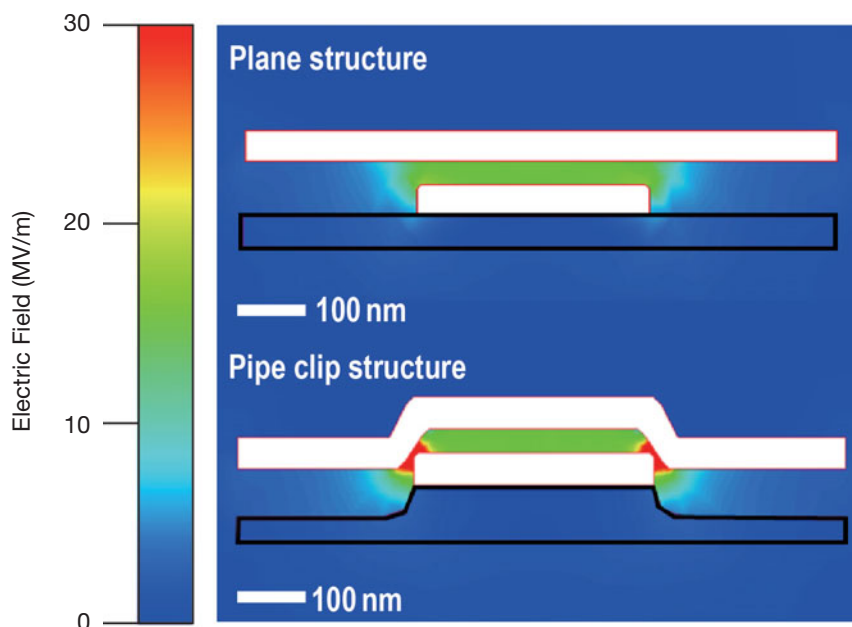 30
20
10
0
Electric Field (MV/m)
Plane structure
100 nm
Pipe clip structure
100 nm